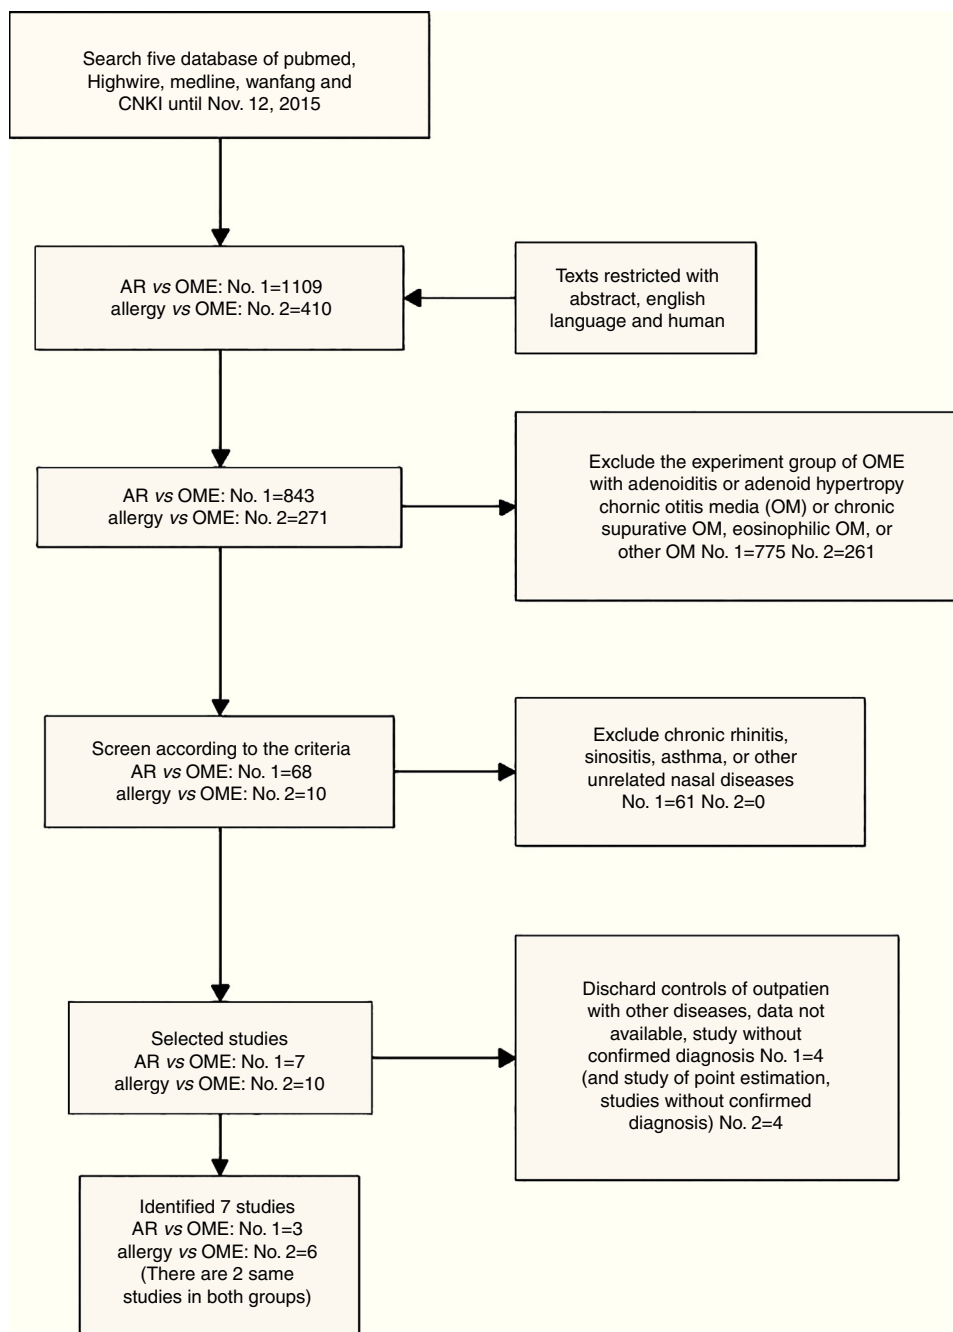 Search five database of pubmed,
Highwire, medline, wanfang and
CNKI until Nov. 12, 2015
AR vs OME: No. 1=1109
allergy vs OME: No. 2=410
Texts restricted with
abstract, english
language and human
AR vs OME: No. 1=843
allergy vs OME: No. 2=271
Exclude the experiment group of OME
with adenoiditis or adenoid hypertropy
chornic otitis media (OM) or chronic
supurative OM, eosinophilic OM, or
other OM No. 1=775 No. 2=261
Screen according to the criteria
AR vs OME: No. 1=68
allergy vs OME: No. 2=10
Exclude chronic rhinitis,
sinositis, asthma, or other
unrelated nasal diseases
No. 1=61 No. 2=0
Selected studies
AR vs OME: No. 1=7
allergy vs OME: No. 2=10
Dischard controls of outpatien
with other diseases, data not
available, study without
confirmed diagnosis No. 1=4
(and study of point estimation,
studies without confirmed
diagnosis) No. 2=4
Identified 7 studies
AR vs OME: No. 1=3
allergy vs OME: No. 2=6
(There are 2 same
studies in both groups)